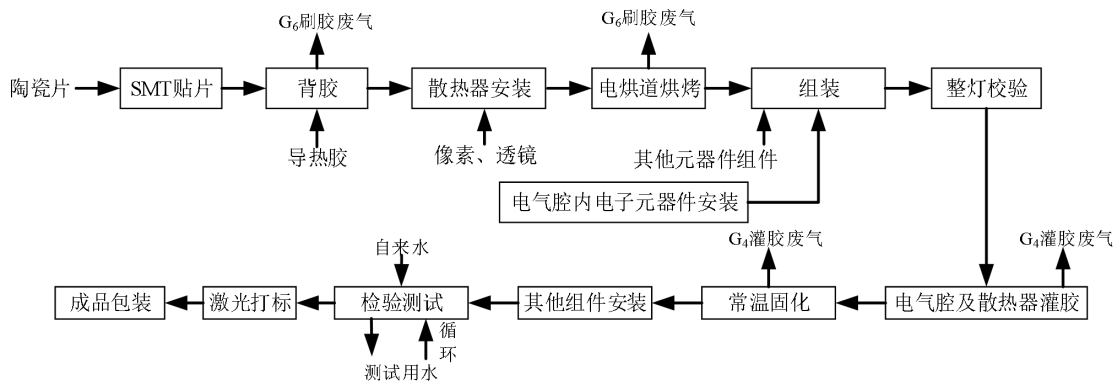 G₆刷胶废气
G₆刷胶废气
陶瓷片
SMT贴片
背胶
散热器安装
电烘道烘烤
组装
整灯校验
导热胶
像素、透镜
其他元器件组件
电气腔内电子元器件安装
自来水
G₄灌胶废气
G₄灌胶废气
成品包装
激光打标
检验测试
其他组件安装
常温固化
电气腔及散热器灌胶
循
环
测试用水